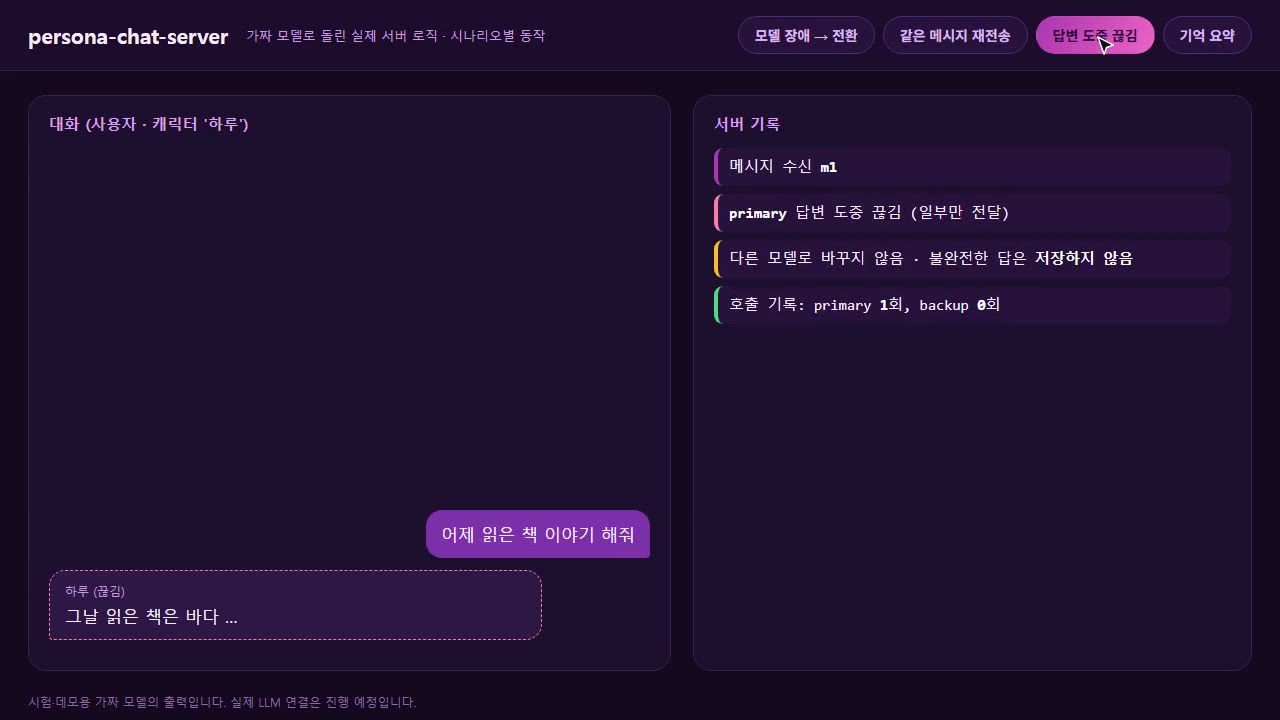 persona-chat-server 가짜 모델로 돌린 실제 서버 로직 · 시나리오별 동작
모델 장애 → 전환
같은 메시지 재전송
답변 도중 끊김
기억 요약
대화 (사용자 · 캐릭터 '하루')
어제 읽은 책 이야기 해줘
하루 (끊김)
그날 읽은 책은 바다 ...
서버 기록
메시지 수신 m1
primary 답변 도중 끊김 (일부만 전달)
다른 모델로 바꾸지 않음 · 불완전한 답은 저장하지 않음
호출 기록: primary 1회, backup 0회
시험·데모용 가짜 모델의 출력입니다. 실제 LLM 연결은 진행 예정입니다.